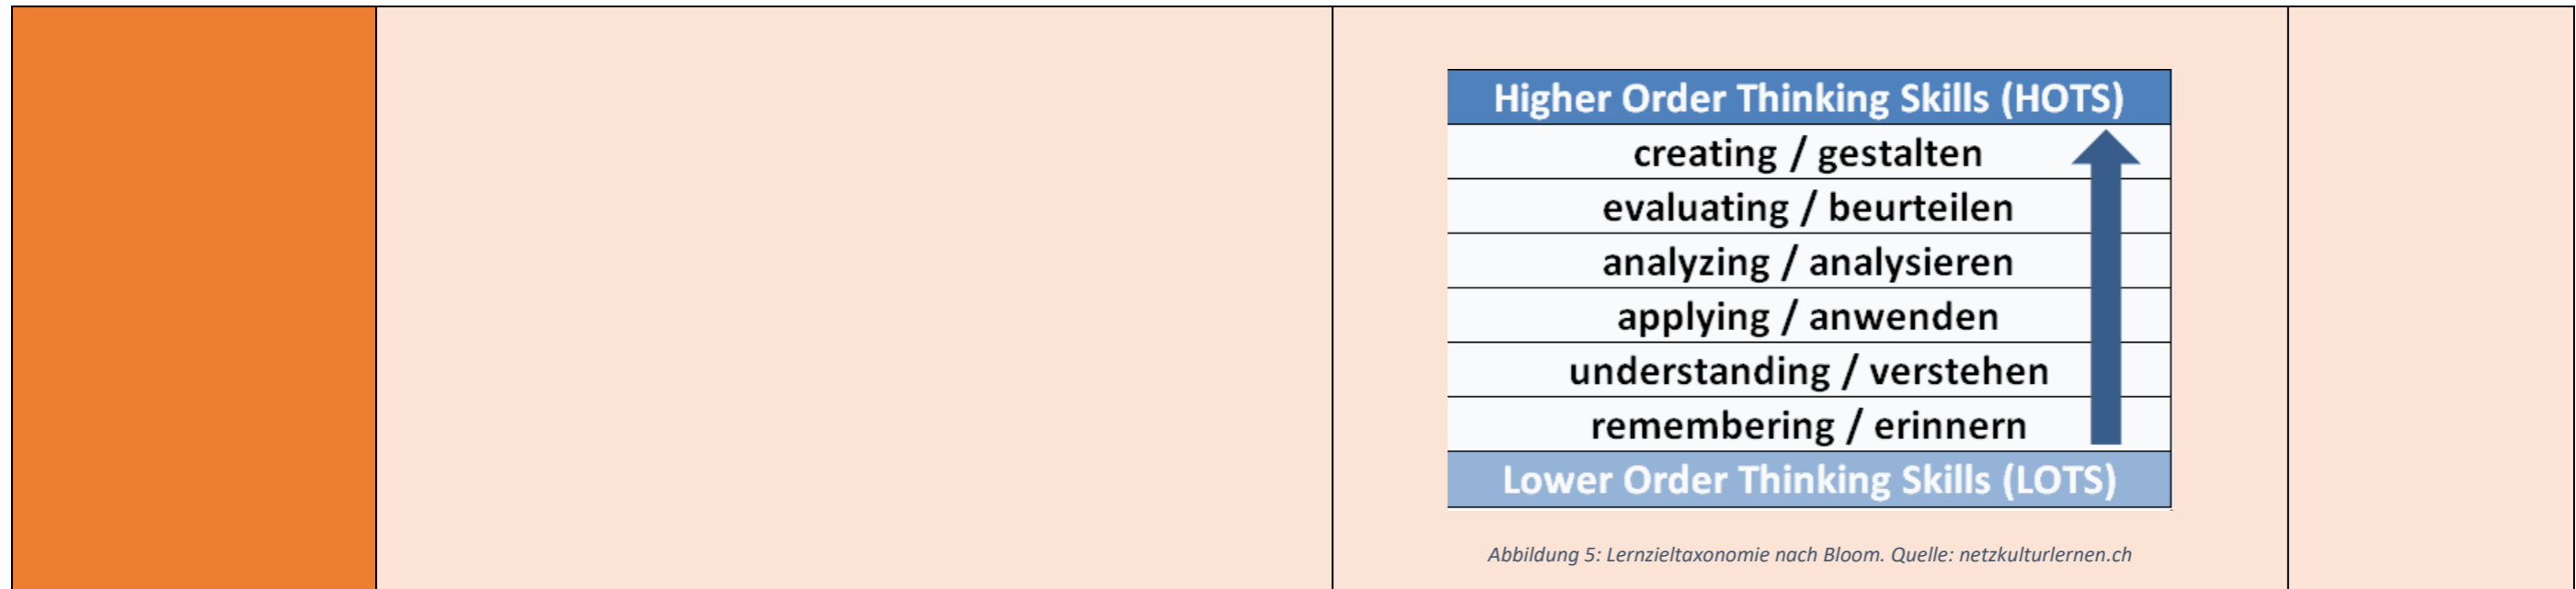 Higher Order Thinking Skills (HOTS)
creating / gestalten
evaluating / beurteilen
analyzing / analysieren
applying / anwenden
understanding / verstehen
remembering / erinnern
Lower Order Thinking Skills (LOTS)
Abbildung 5: Lernzieltaxonomie nach Bloom. Quelle: netzkulturlernen.ch